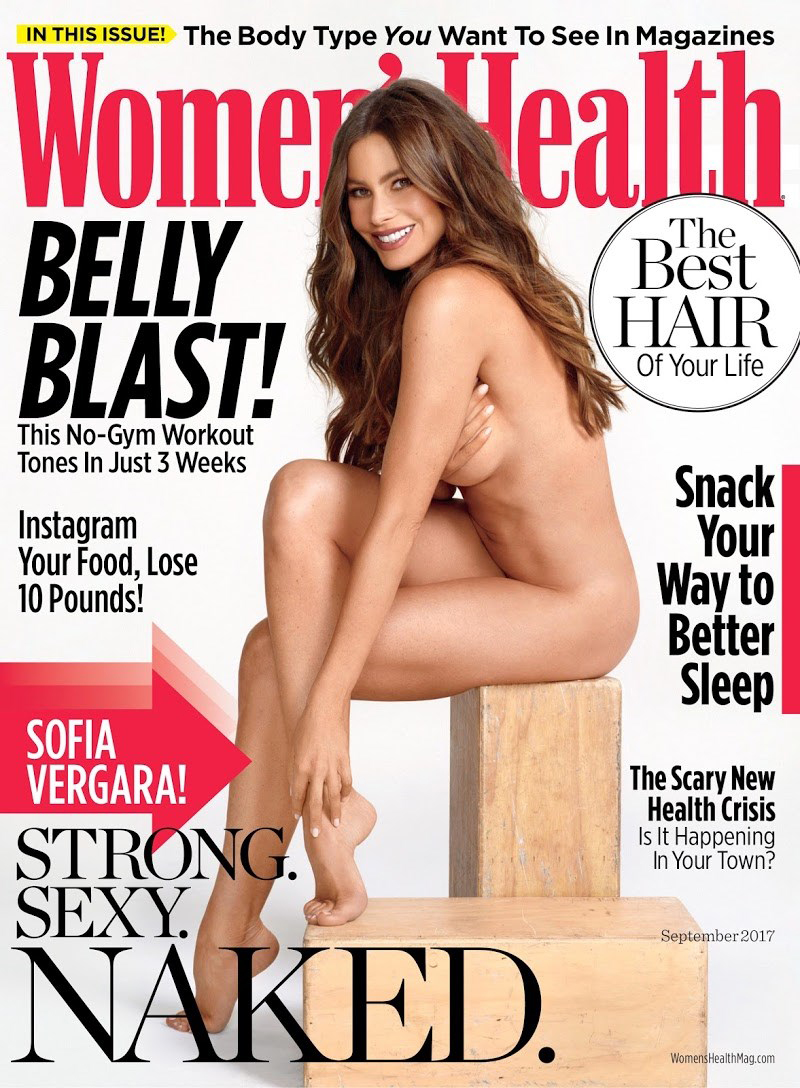 IN THIS ISSUE! The Body Type You Want To See In Magazines
Women's Health
BELLY
BLAST!
This No-Gym Workout
Tones In Just 3 Weeks
Instagram
Your Food, Lose
10 Pounds!
SOFIA
VERGARA!
STRONG.
SEXY.
NAKED.
The
Best
HAIR
Of Your Life
Snack
Your
Way to
Better
Sleep
The Scary New
Health Crisis
Is It Happening
In Your Town?
September 2017
WomensHealthMag.com